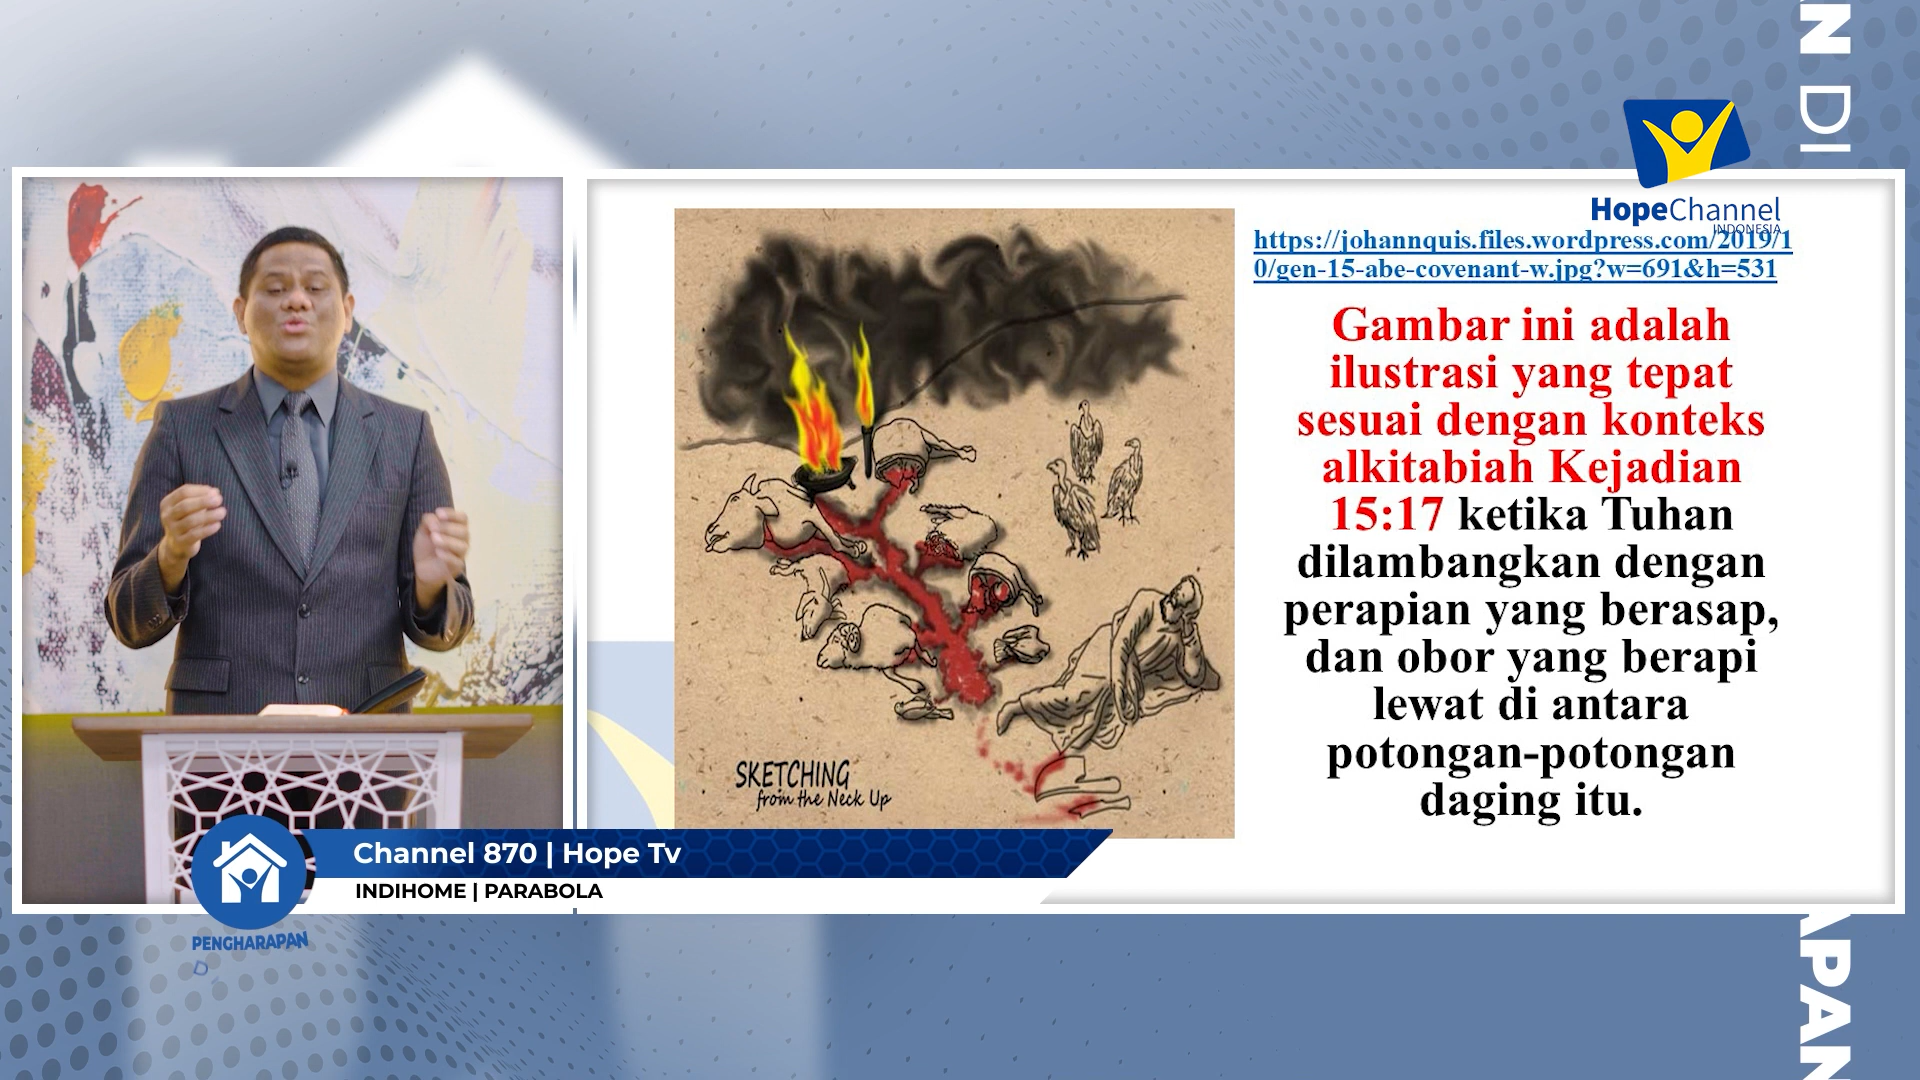 N DI
HopeChannel
INDONESIA
https://johannquis.files.wordpress.com/2019/1
0/gen-15-abe-covenant-w.jpg?w=691&h=531
Gambar ini adalah
ilustrasi yang tepat
sesuai dengan konteks
alkitabiah Kejadian
15:17 ketika Tuhan
dilambangkan dengan
perapian yang berasap,
dan obor yang berapi
lewat di antara
potongan-potongan
daging itu.
SKETCHING
from the Neck Up
Channel 870 | Hope Tv
INDIHOME | PARABOLA
PENGHARAPAN
D
APAN